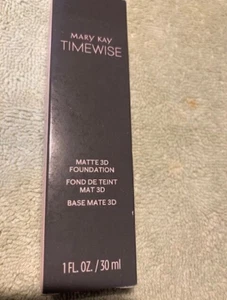 MARY KAY
TIMEWISE
MATTE 3D
FOUNDATION
FOND DE TEINT
MAT 3D
BASE MATE 3D
1 FL. OZ. / 30 ml